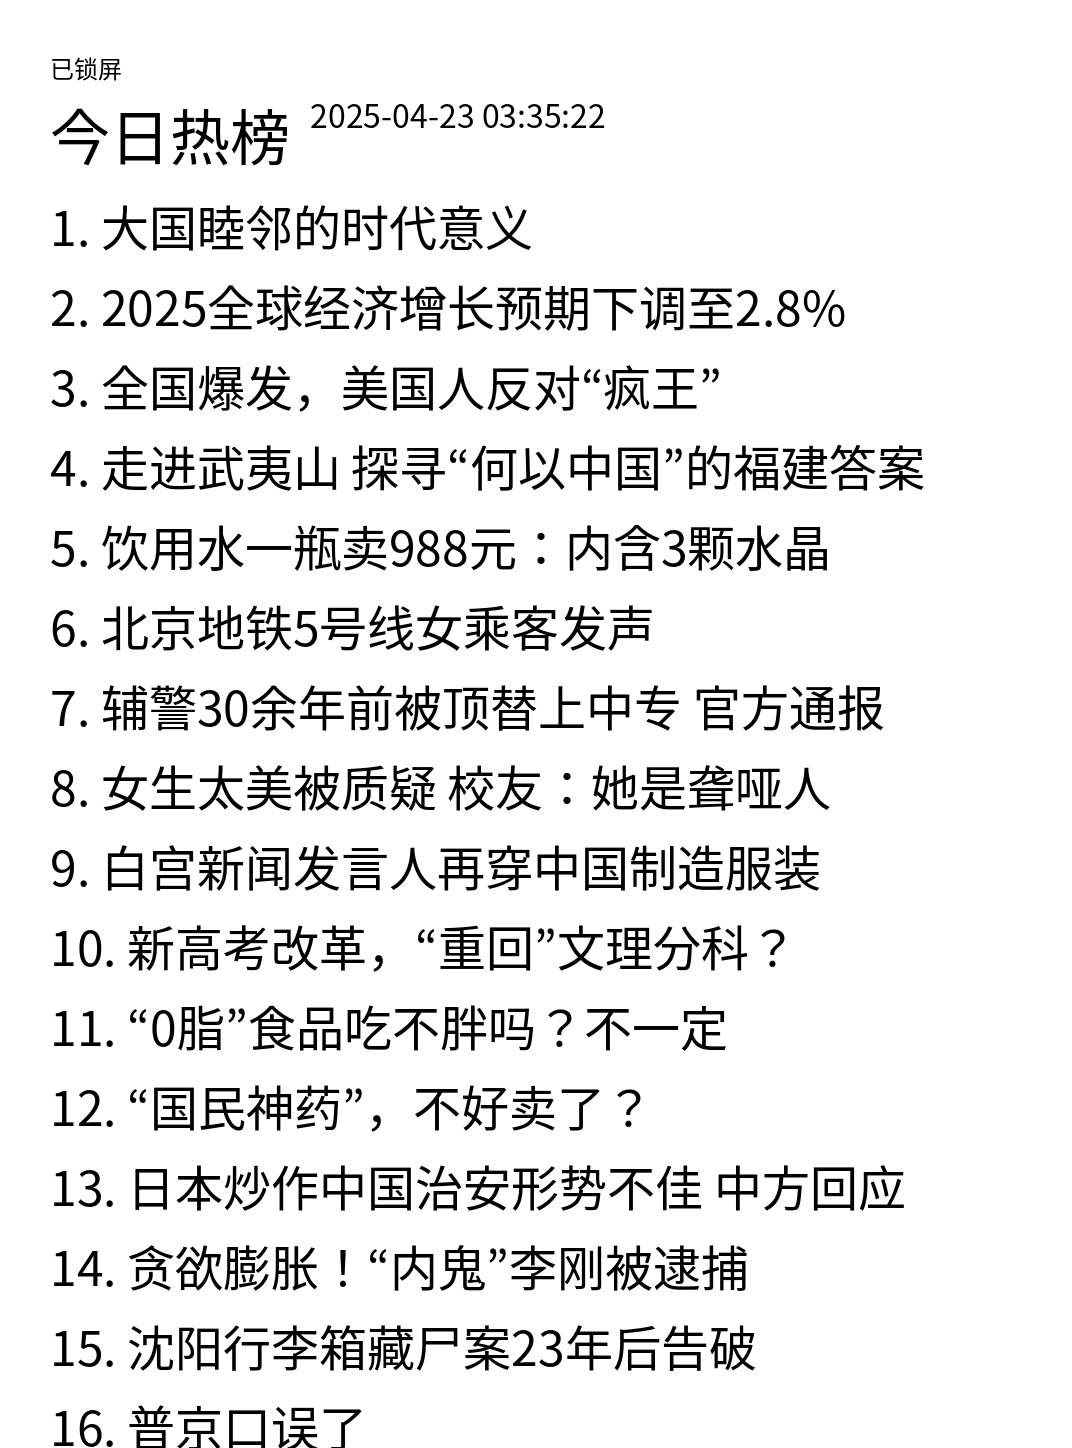 已锁屏
今日热榜 2025-04-23 03:35:22
1. 大国睦邻的时代意义
2. 2025全球经济增长预期下调至2.8%
3. 全国爆发，美国人反对“疯王”
4. 走进武夷山 探寻“何以中国”的福建答案
5. 饮用水一瓶卖988元：内含3颗水晶
6. 北京地铁5号线女乘客发声
7. 辅警30余年前被顶替上中专 官方通报
8. 女生太美被质疑 校友：她是聋哑人
9. 白宫新闻发言人再穿中国制造服装
10. 新高考改革，“重回”文理分科？
11. “0脂”食品吃不胖吗？不一定
12. “国民神药”，不好卖了？
13. 日本炒作中国治安形势不佳 中方回应
14. 贪欲膨胀！“内鬼”李刚被逮捕
15. 沈阳行李箱藏尸案23年后告破
16. 普京口误了